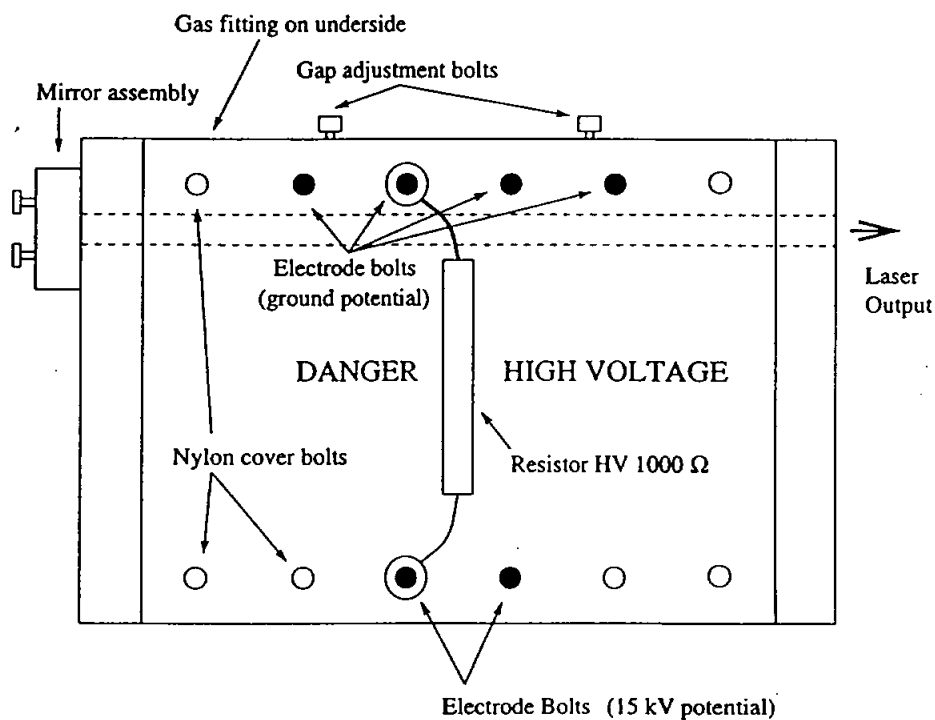 Gas fitting on underside
Gap adjustment bolts
Mirror assembly
Electrode bolts
(ground potential)
Laser
Output
DANGER
HIGH VOLTAGE
Nylon cover bolts
Resistor HV 1000 Ω
Electrode Bolts (15 kV potential)